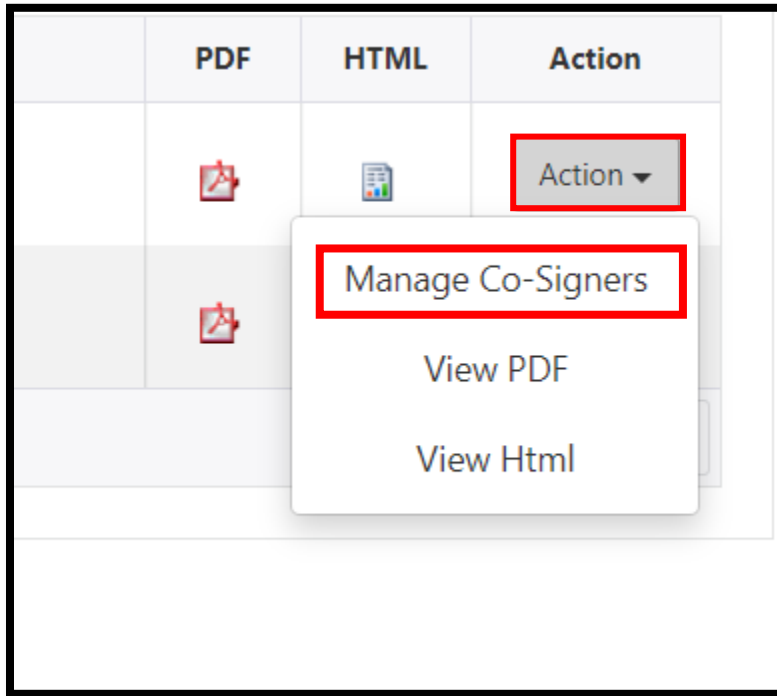 PDF HTML Action
Action
Manage Co-Signers
View PDF
View Html